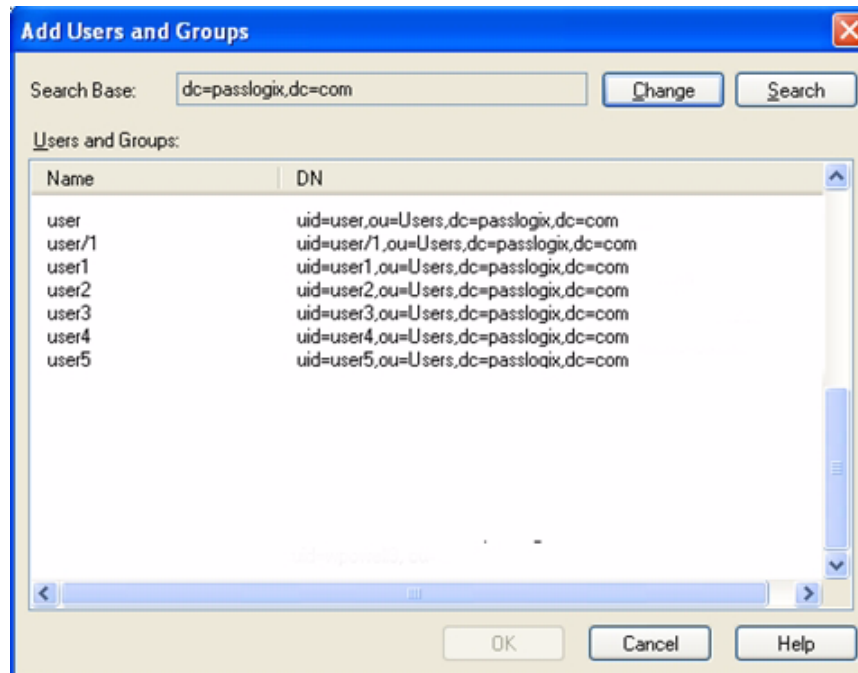 Add Users and Groups
Search Base: dc=passlogix,dc=com Change Search
Users and Groups:
Name DN
user uid=user,ou=Users,dc=passlogix,dc=com
user/1 uid=user/1,ou=Users,dc=passlogix,dc=com
user1 uid=user1,ou=Users,dc=passlogix,dc=com
user2 uid=user2,ou=Users,dc=passlogix,dc=com
user3 uid=user3,ou=Users,dc=passlogix,dc=com
user4 uid=user4,ou=Users,dc=passlogix,dc=com
user5 uid=user5,ou=Users,dc=passlogix,dc=com
OK Cancel Help